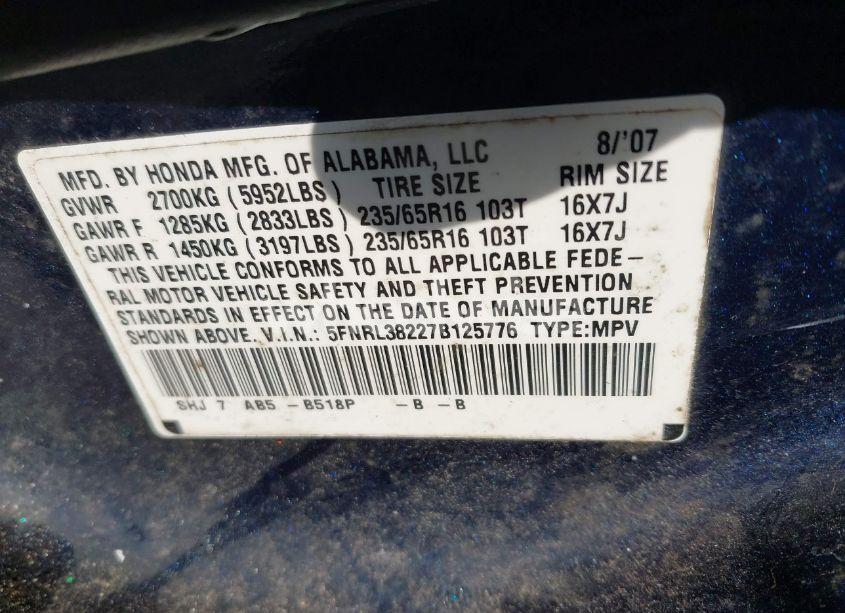 MFD. BY HONDA MFG. OF ALABAMA, LLC 8/'07
GVWR 2700KG (5952LBS) TIRE SIZE RIM SIZE
GAWR F 1285KG (2833LBS) 235/65R16 103T 16X7J
GAWR R 1450KG (3197LBS) 235/65R16 103T 16X7J
THIS VEHICLE CONFORMS TO ALL APPLICABLE FEDE-
RAL MOTOR VEHICLE SAFETY AND THEFT PREVENTION
STANDARDS IN EFFECT ON THE DATE OF MANUFACTURE
SHOWN ABOVE. V.I.N.: 5FNRL38227B125776 TYPE:MPV
SHJ 7 AB5 -B518P -B -B